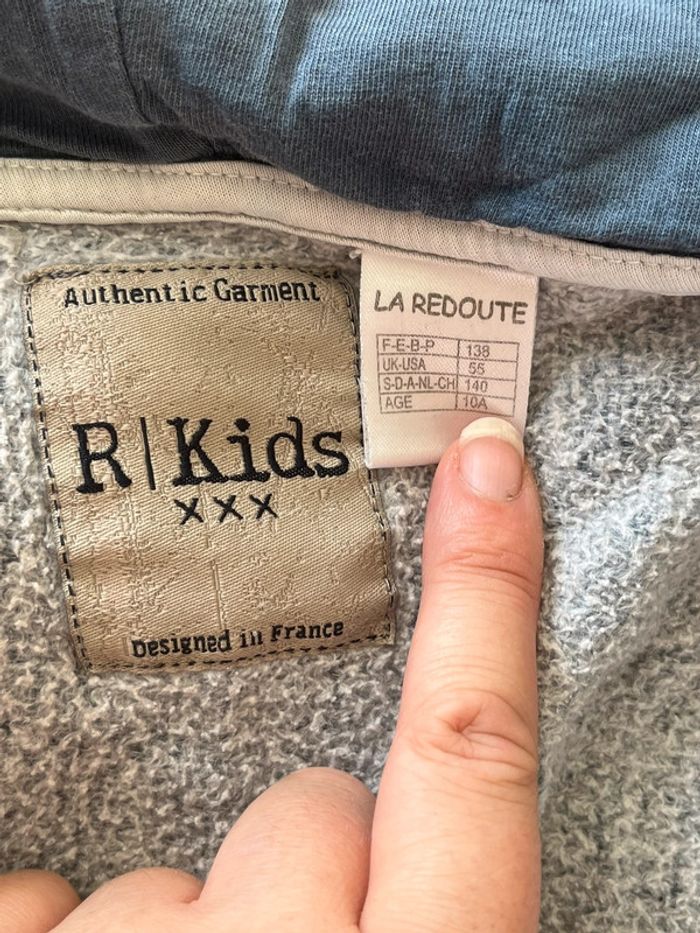 Authentic Garment
R|Kids
xxx
Designed in France
LA REDOUTE
F-E-B-P 138
UK-USA 55
S-D-A-NL-CH 140
AGE 10A